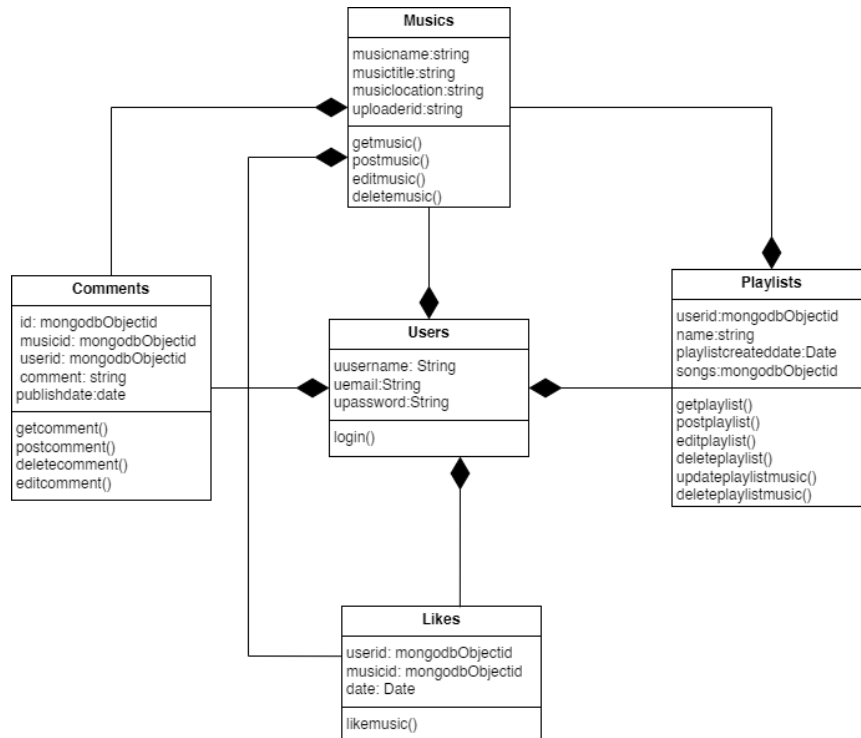 Musics
musicname:string
musictitle:string
musiclocation:string
uploaderid:string
getmusic()
postmusic()
editmusic()
deletemusic()
Comments
id: mongodbObjectid
musicid: mongodbObjectid
userid: mongodbObjectid
comment: string
publishdate:date
getcomment()
postcomment()
deletecomment()
editcomment()
Users
uusername: String
uemail:String
upassword:String
login()
Playlists
userid:mongodbObjectid
name:string
playlistcreateddate:Date
songs:mongodbObjectid
getplaylist()
postplaylist()
editplaylist()
deleteplaylist()
updateplaylistmusic()
deleteplaylistmusic()
Likes
userid: mongodbObjectid
musicid: mongodbObjectid
date: Date
likemusic()